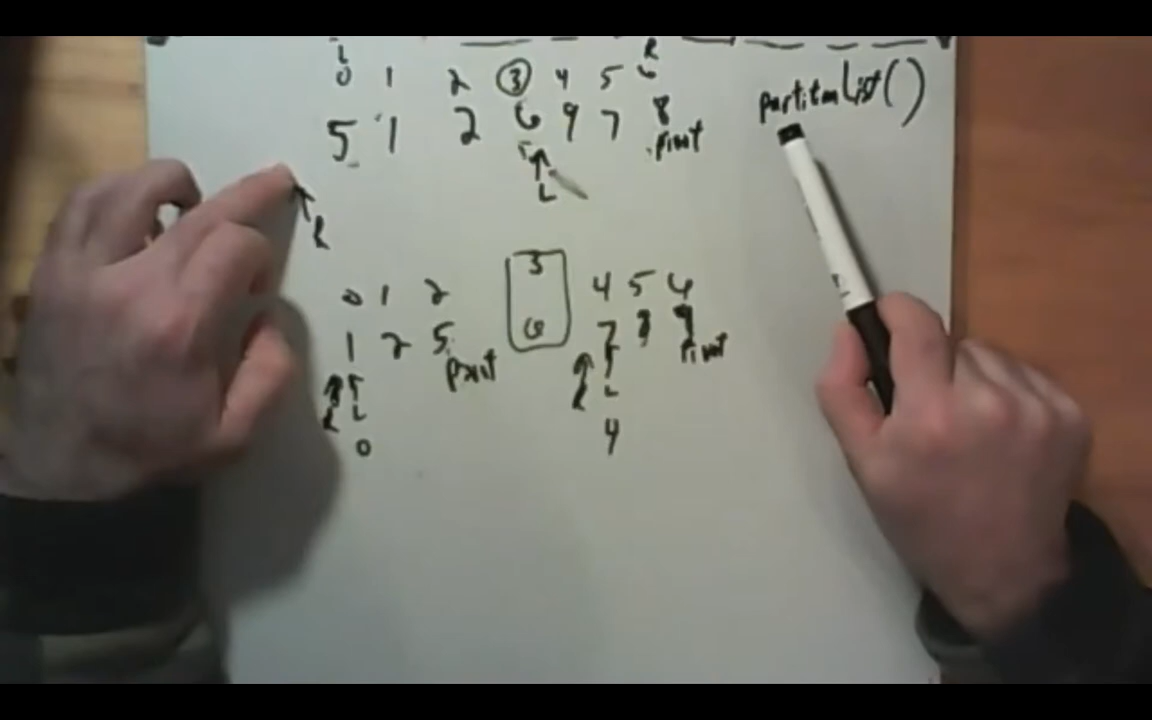 L R
0 1 2 3 4 5 6
partitionList()
5 1 2 6 9 7 8
pivot
L
R
3
0 1 2 4 5 6
6
1 2 5 7 8 9
pivot pivot
R L R L
0 4